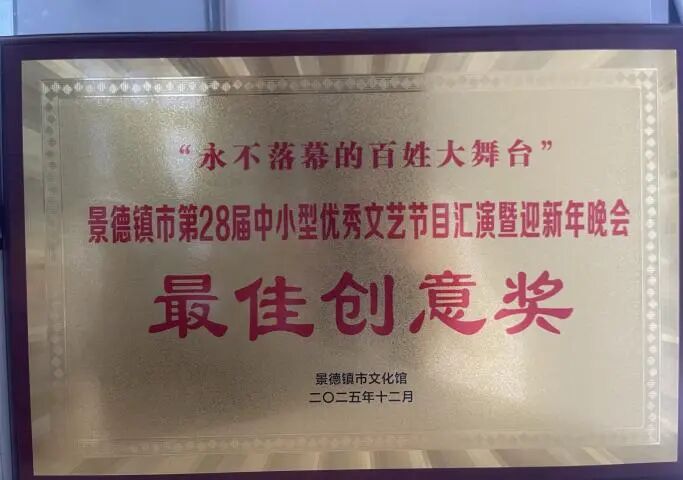 “永不落幕的百姓大舞台”
景德镇市第28届中小型优秀文艺节目汇演暨迎新年晚会
最佳创意奖
景德镇市文化馆
二〇二五年十二月